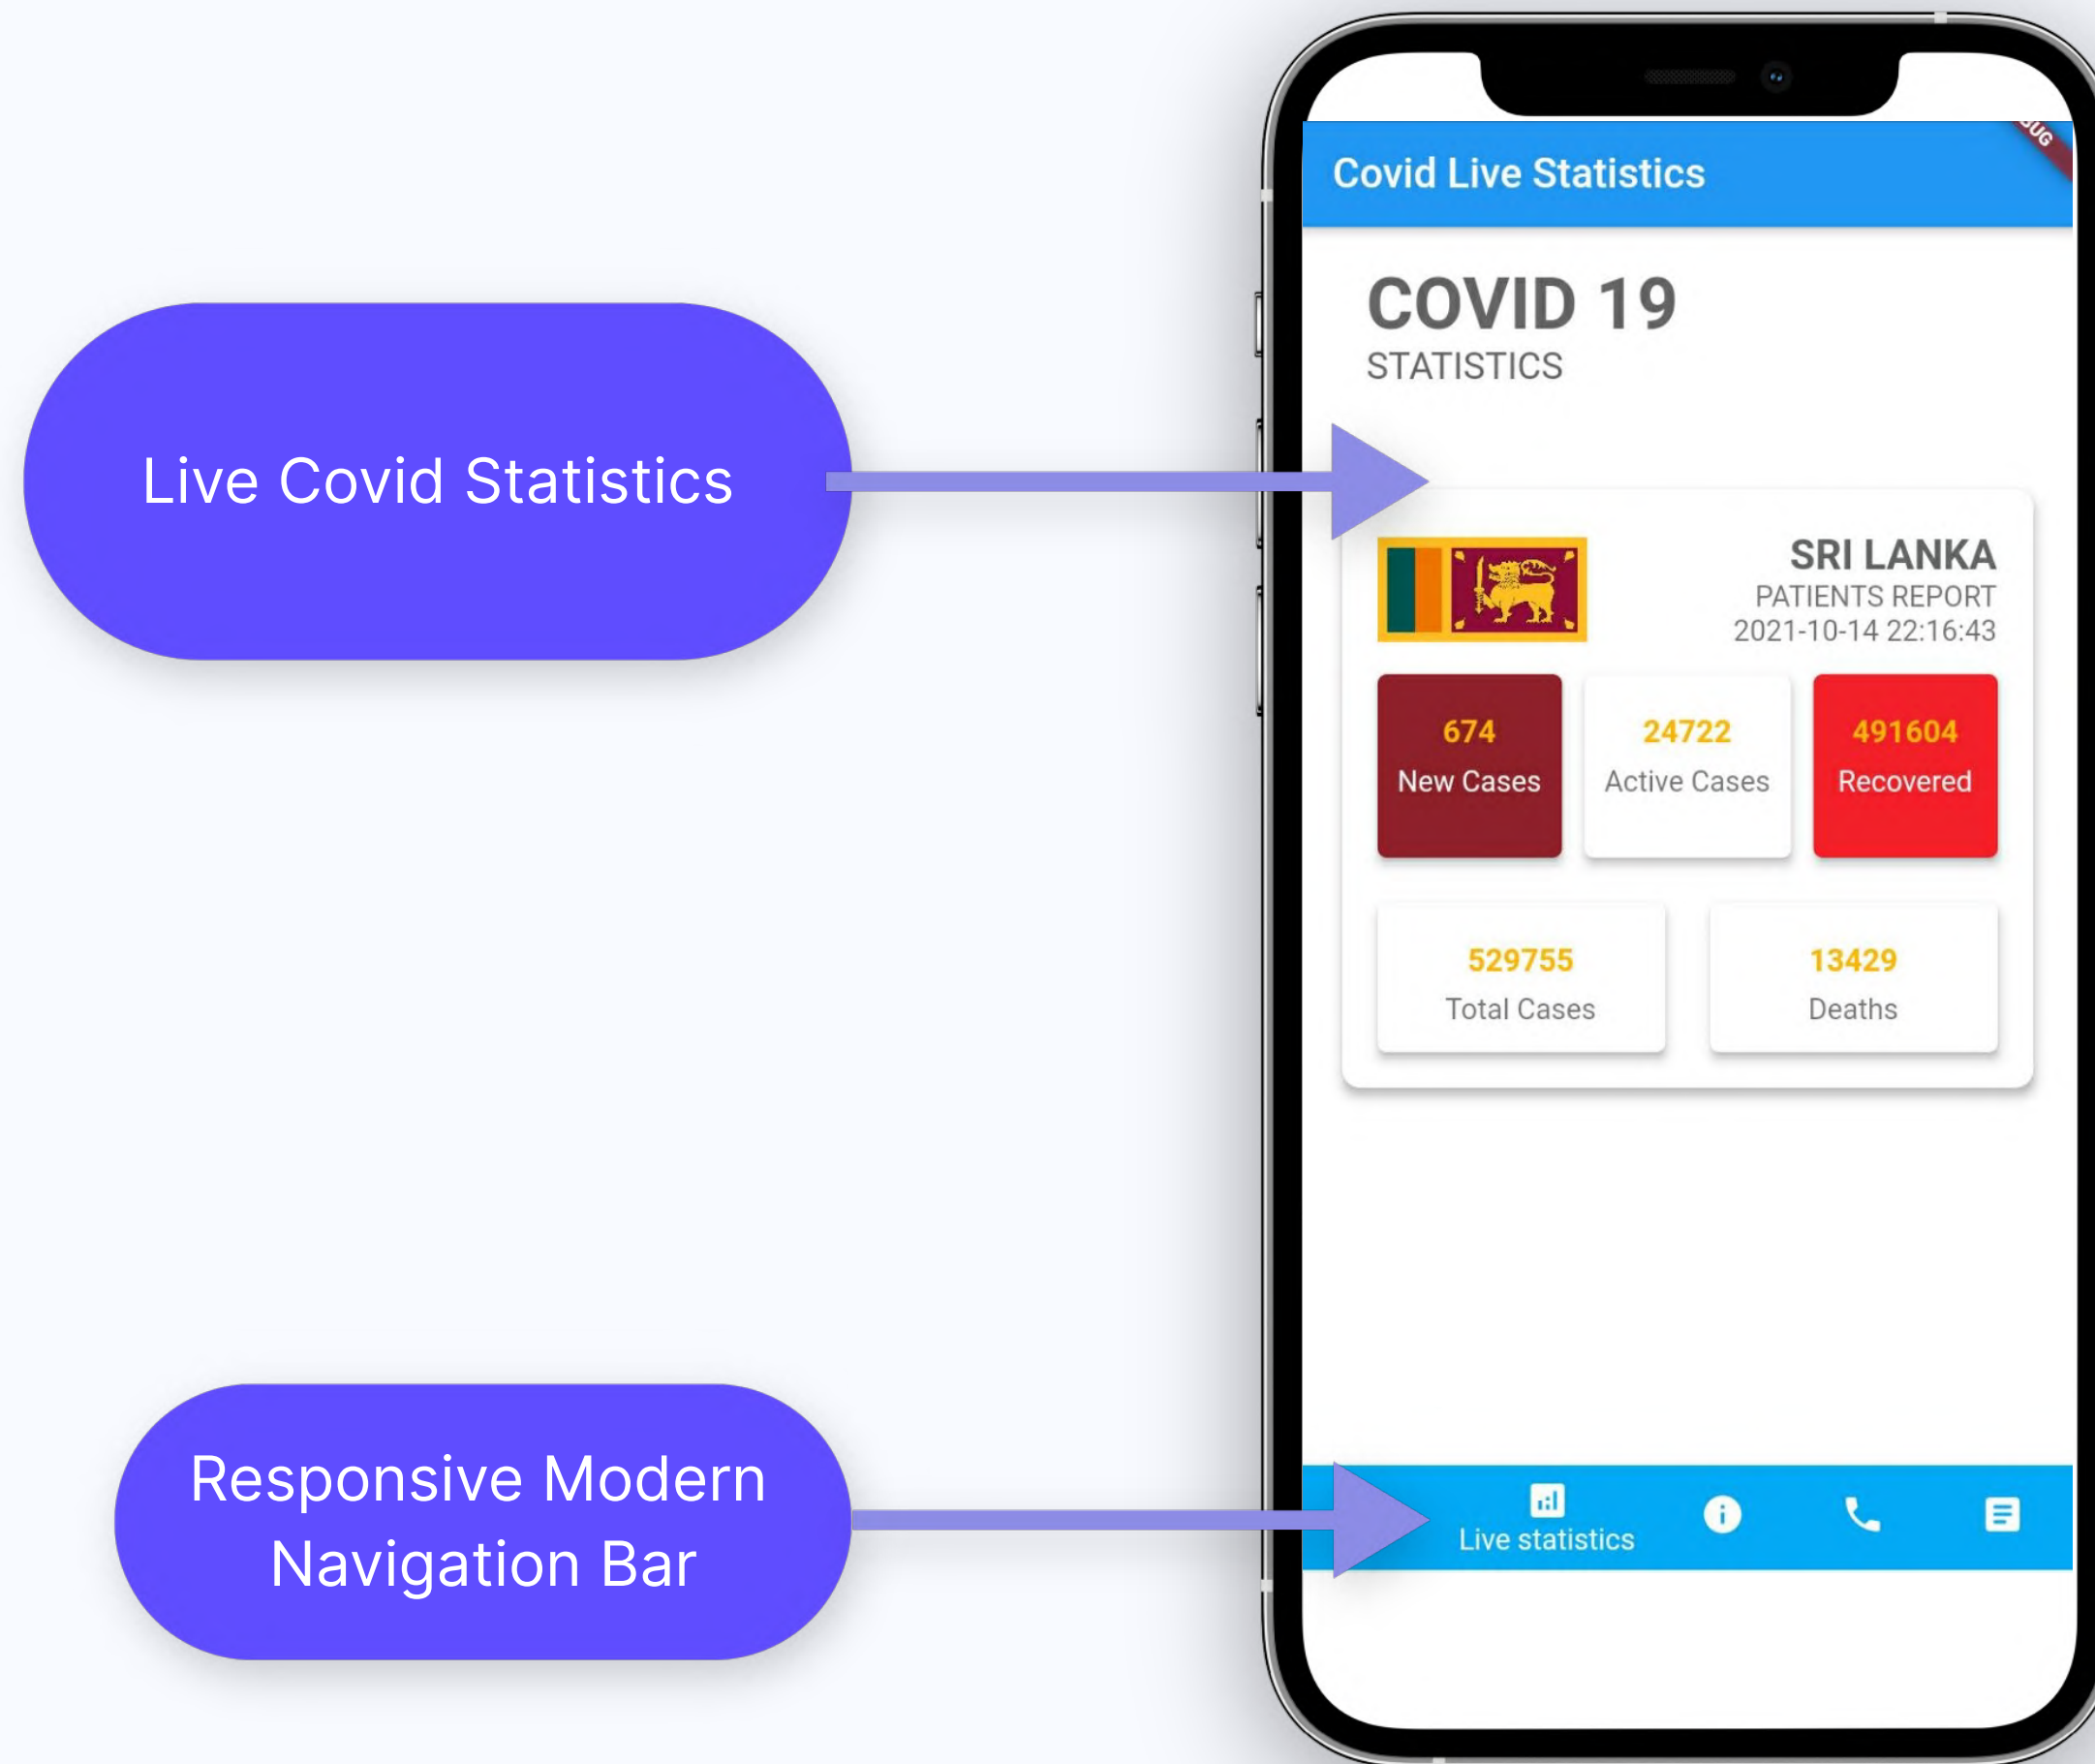 Live Covid Statistics
Responsive Modern
Navigation Bar
Covid Live Statistics
COVID 19
STATISTICS
SRI LANKA
PATIENTS REPORT
2021-10-14 22:16:43
674
New Cases
24722
Active Cases
491604
Recovered
529755
Total Cases
13429
Deaths
Live statistics